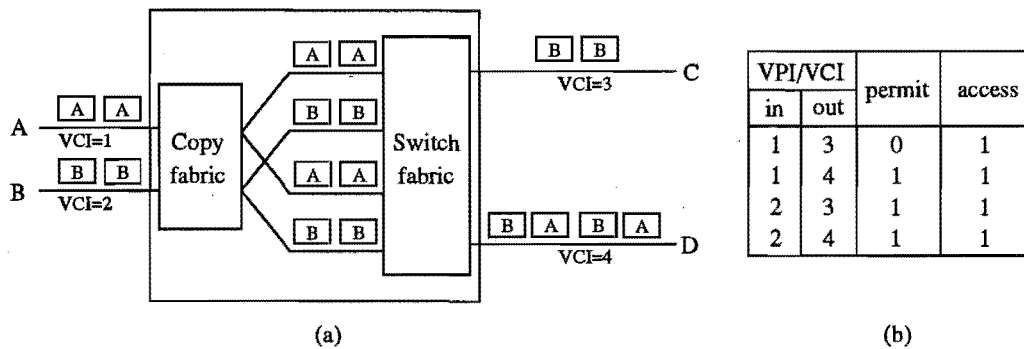 A A
B B
B B
C
VCI=3
A A
A
VCI=1
B B
B
VCI=2
Copy
fabric
Switch
fabric
A A
B B
B A B A
D
VCI=4
(a)
VPI/VCI permit access
in out
1 3 0 1
1 4 1 1
2 3 1 1
2 4 1 1
(b)